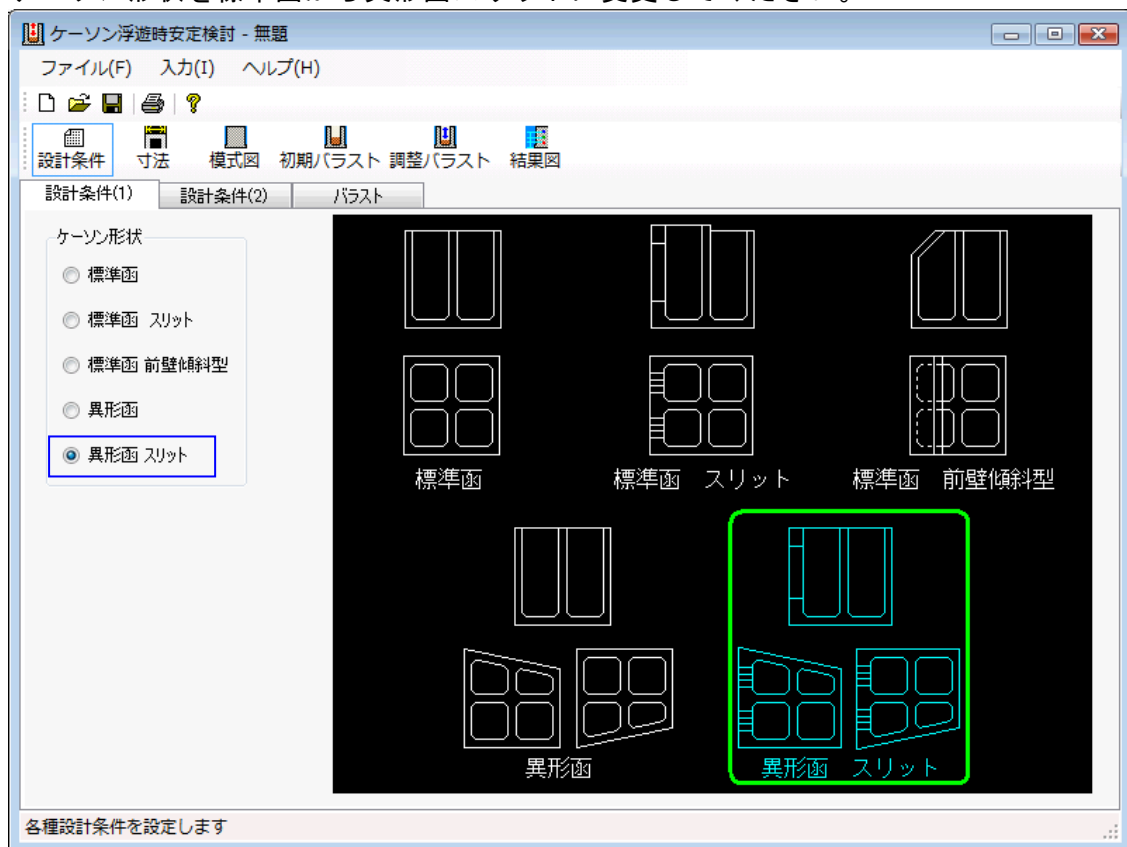 ケーソン浮遊時安定検討 - 無題
ファイル(F) 入力(I) ヘルプ(H)
設計条件 寸法 模式図 初期バラスト 調整バラスト 結果図
設計条件(1) 設計条件(2) バラスト
ケーソン形状
標準函
標準函 スリット
標準函 前壁傾斜型
異形函
異形函 スリット
標準函 標準函 スリット 標準函 前壁傾斜型
異形函 異形函 スリット
各種設計条件を設定します